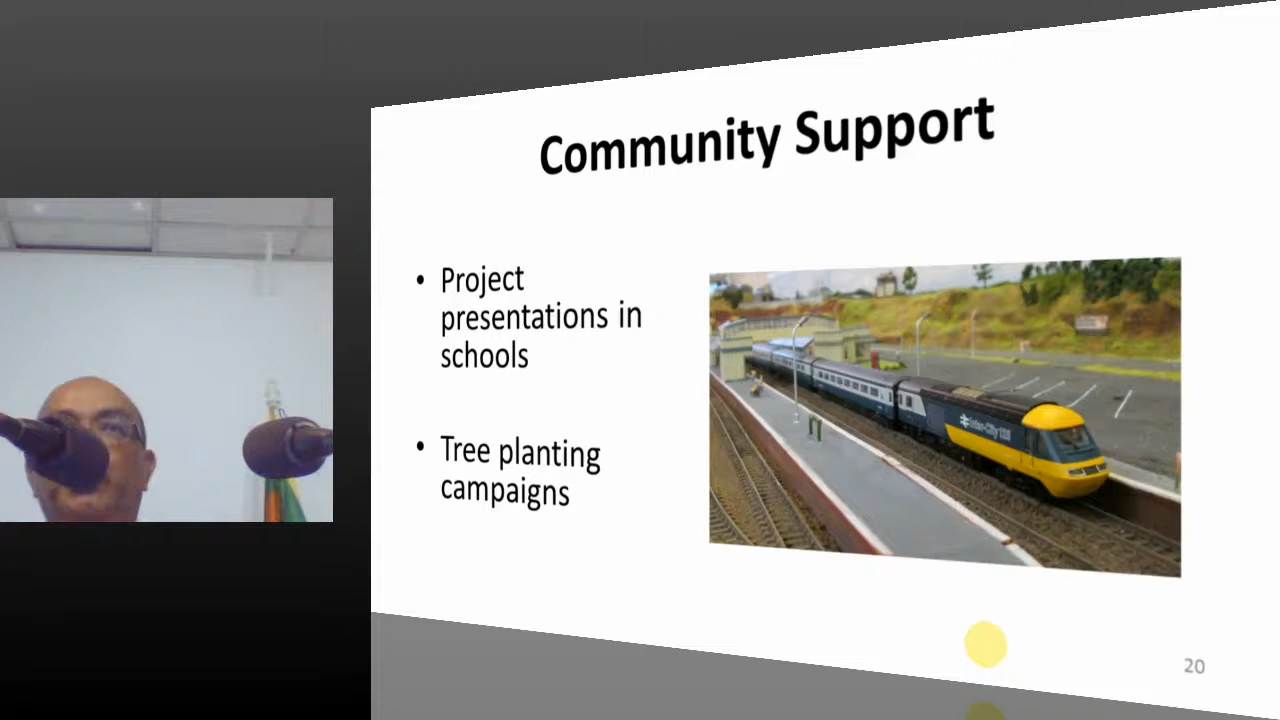 Community Support
• Project
presentations in
schools
• Tree planting
campaigns
20